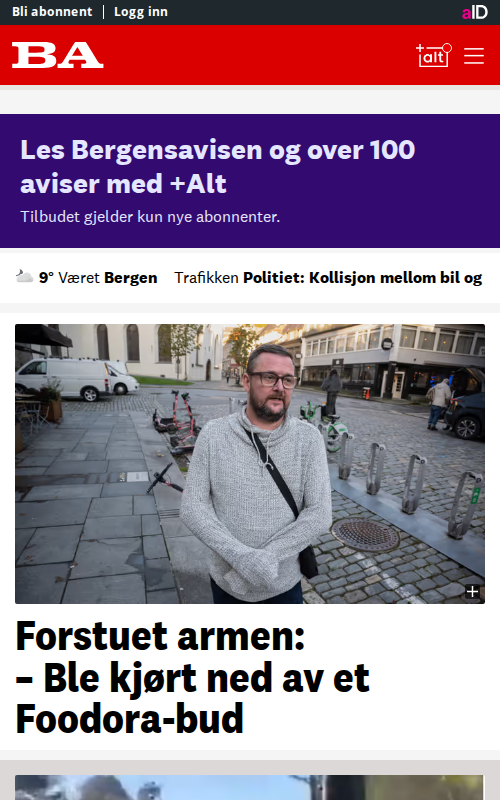 Bli abonnent | Logg inn
aID
BA
+alt
Les Bergensavisen og over 100
aviser med +Alt
Tilbudet gjelder kun nye abonnenter.
9° Været Bergen Trafikken Politiet: Kollisjon mellom bil og
Forstuet armen:
– Ble kjørt ned av et
Foodora-bud